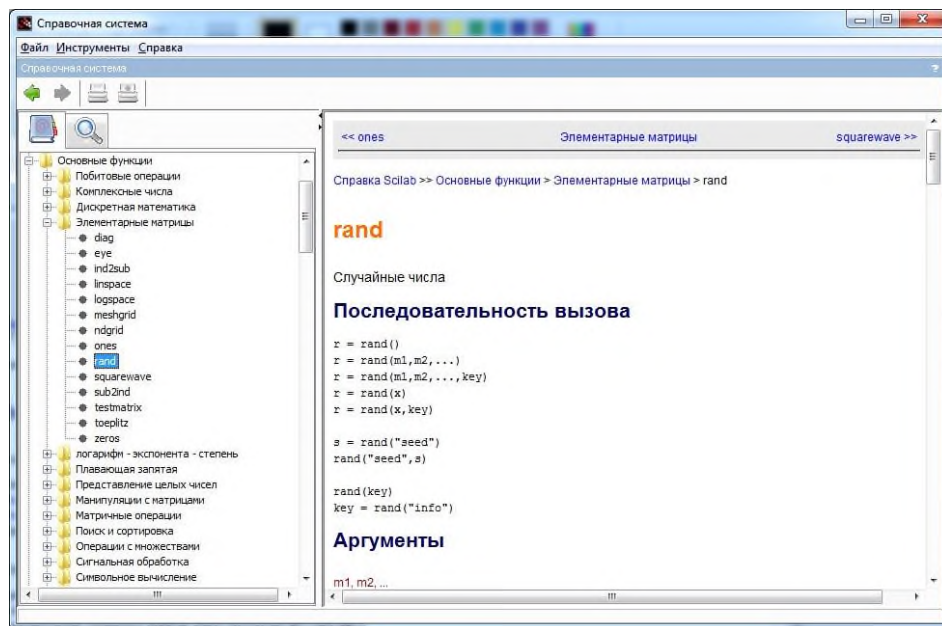 Справочная система
Файл Инструменты Справка
Справочная система ?
Основные функции
Побитовые операции
Комплексные числа
Дискретная математика
Элементарные матрицы
diag
eye
ind2sub
linspace
logspace
meshgrid
ndgrid
ones
rand
squarewave
sub2ind
testmatrix
toeplitz
zeros
логарифм - экспонента - степень
Плавающая запятая
Представление целых чисел
Манипуляции с матрицами
Матричные операции
Поиск и сортировка
Операции с множествами
Сигнальная обработка
Символьное вычисление
<< ones Элементарные матрицы squarewave >>
Справка Scilab >> Основные функции > Элементарные матрицы > rand
rand
Случайные числа
Последовательность вызова
r = rand()
r = rand(m1,m2,...)
r = rand(m1,m2,...,key)
r = rand(x)
r = rand(x,key)
s = rand("seed")
rand("seed",s)
rand(key)
key = rand("info")
Аргументы
m1, m2, ...